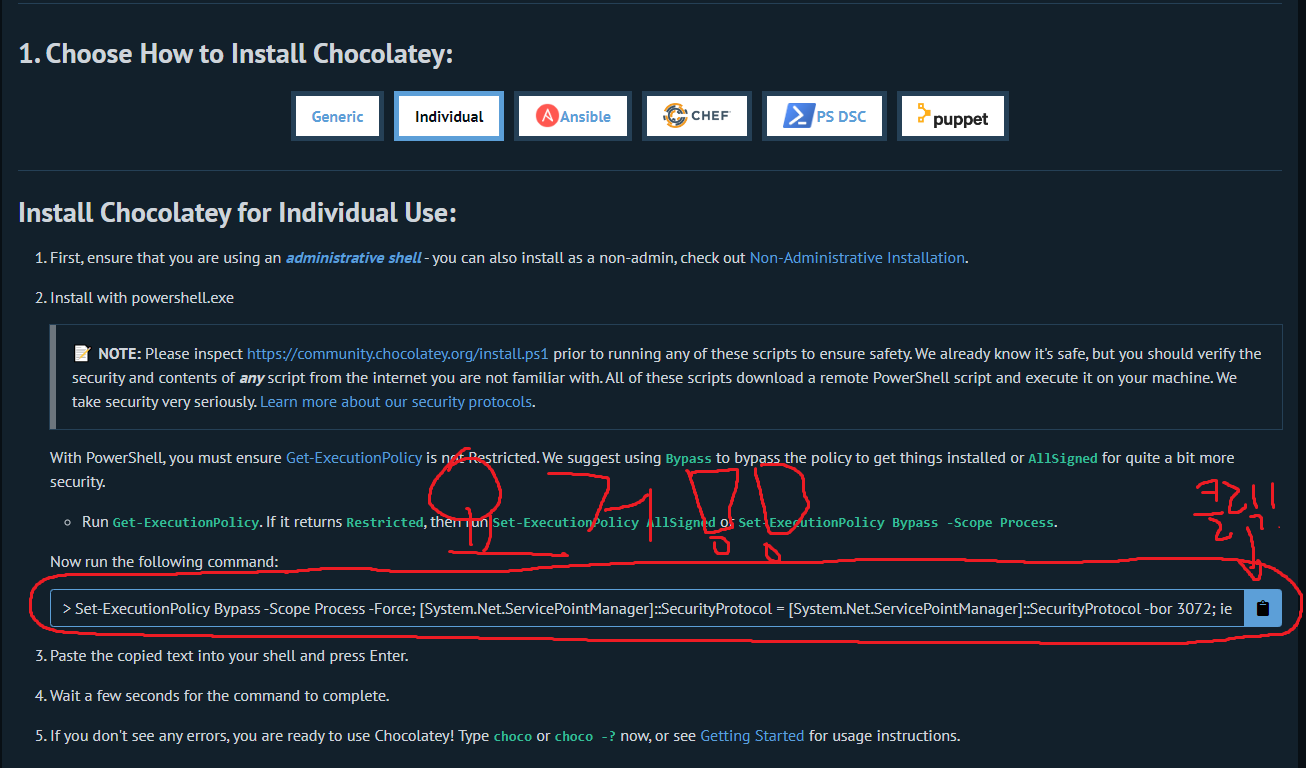 1. Choose How to Install Chocolatey:
Generic
Individual
Ansible
CHEF
PS DSC
puppet
Install Chocolatey for Individual Use:
1. First, ensure that you are using an administrative shell - you can also install as a non-admin, check out Non-Administrative Installation.
2. Install with powershell.exe
NOTE: Please inspect https://community.chocolatey.org/install.ps1 prior to running any of these scripts to ensure safety. We already know it's safe, but you should verify the
security and contents of any script from the internet you are not familiar with. All of these scripts download a remote PowerShell script and execute it on your machine. We
take security very seriously. Learn more about our security protocols.
With PowerShell, you must ensure Get-ExecutionPolicy is not Restricted. We suggest using Bypass to bypass the policy to get things installed or AllSigned for quite a bit more
security.
요거!!
클릭!
Run Get-ExecutionPolicy. If it returns Restricted, then run Set-ExecutionPolicy AllSigned or Set-ExecutionPolicy Bypass -Scope Process.
Now run the following command:
> Set-ExecutionPolicy Bypass -Scope Process -Force; [System.Net.ServicePointManager]::SecurityProtocol = [System.Net.ServicePointManager]::SecurityProtocol -bor 3072; ie
3. Paste the copied text into your shell and press Enter.
4. Wait a few seconds for the command to complete.
5. If you don't see any errors, you are ready to use Chocolatey! Type choco or choco -? now, or see Getting Started for usage instructions.